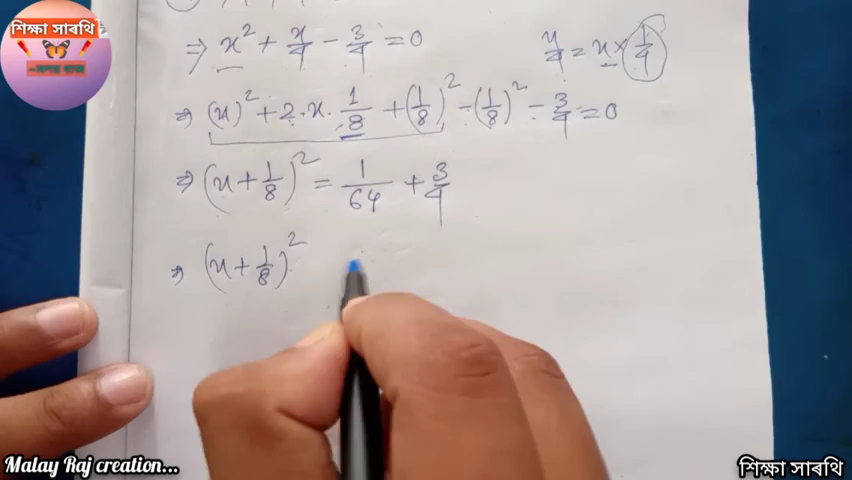 শিক্ষা সাৰথি
⇒ x² + x/4 − 3/4 = 0
x/4 = x × 1/4
⇒ (x)² + 2 · x · 1/8 + (1/8)² − (1/8)² − 3/4 = 0
⇒ (x + 1/8)² = 1/64 + 3/4
⇒ (x + 1/8)²
Malay Raj creation...
শিক্ষা সাৰথি